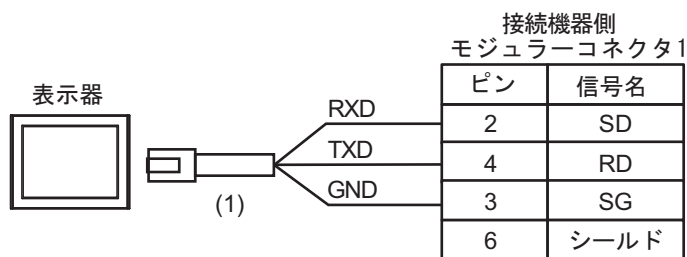 接続機器側
モジュラーコネクタ1
ピン 信号名
表示器
RXD 2 SD
TXD 4 RD
GND 3 SG
(1)
6 シールド